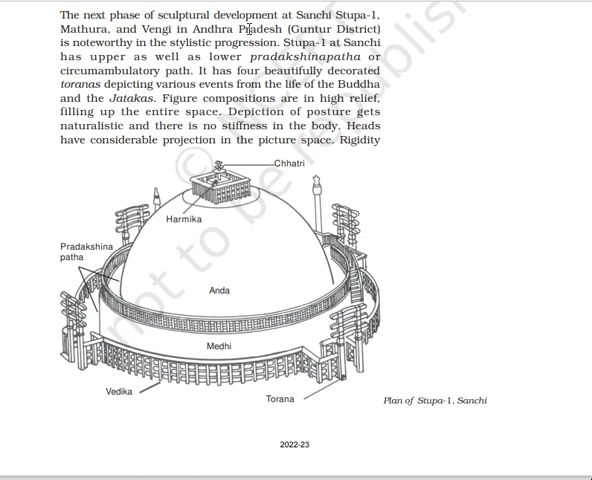 The next phase of sculptural development at Sanchi Stupa-1,
Mathura, and Vengi in Andhra Pradesh (Guntur District)
is noteworthy in the stylistic progression. Stupa-1 at Sanchi
has upper as well as lower pradakshinapatha or
circumambulatory path. It has four beautifully decorated
toranas depicting various events from the life of the Buddha
and the Jatakas. Figure compositions are in high relief,
filling up the entire space. Depiction of posture gets
naturalistic and there is no stiffness in the body. Heads
have considerable projection in the picture space. Rigidity
Chhatri
Harmika
Pradakshina
patha
Anda
Medhi
Vedika
Torana
Plan of Stupa-1, Sanchi
2022-23
© NCERT
not to be republis